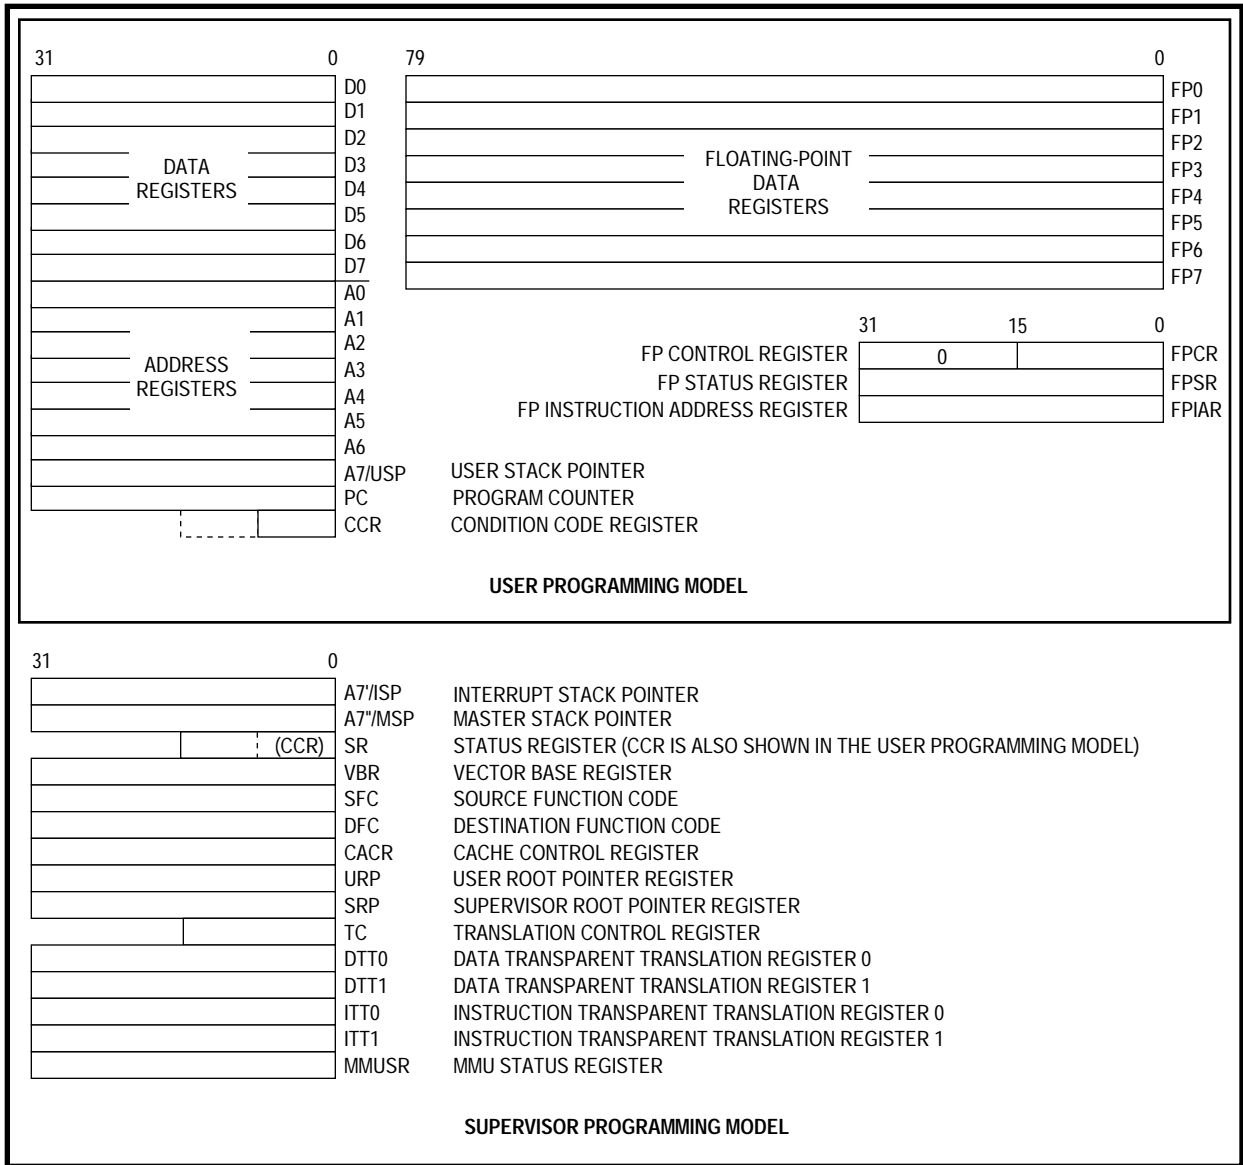 31 0
D0
D1
D2
D3
D4
D5
D6
D7
DATA
REGISTERS
A0
A1
A2
A3
A4
A5
A6
ADDRESS
REGISTERS
A7/USP USER STACK POINTER
PC PROGRAM COUNTER
CCR CONDITION CODE REGISTER
79 0
FP0
FP1
FP2
FP3
FP4
FP5
FP6
FP7
FLOATING-POINT
DATA
REGISTERS
31 15 0
FP CONTROL REGISTER 0 FPCR
FP STATUS REGISTER FPSR
FP INSTRUCTION ADDRESS REGISTER FPIAR
USER PROGRAMMING MODEL
31 0
A7'/ISP INTERRUPT STACK POINTER
A7"/MSP MASTER STACK POINTER
(CCR) SR STATUS REGISTER (CCR IS ALSO SHOWN IN THE USER PROGRAMMING MODEL)
VBR VECTOR BASE REGISTER
SFC SOURCE FUNCTION CODE
DFC DESTINATION FUNCTION CODE
CACR CACHE CONTROL REGISTER
URP USER ROOT POINTER REGISTER
SRP SUPERVISOR ROOT POINTER REGISTER
TC TRANSLATION CONTROL REGISTER
DTT0 DATA TRANSPARENT TRANSLATION REGISTER 0
DTT1 DATA TRANSPARENT TRANSLATION REGISTER 1
ITT0 INSTRUCTION TRANSPARENT TRANSLATION REGISTER 0
ITT1 INSTRUCTION TRANSPARENT TRANSLATION REGISTER 1
MMUSR MMU STATUS REGISTER
SUPERVISOR PROGRAMMING MODEL